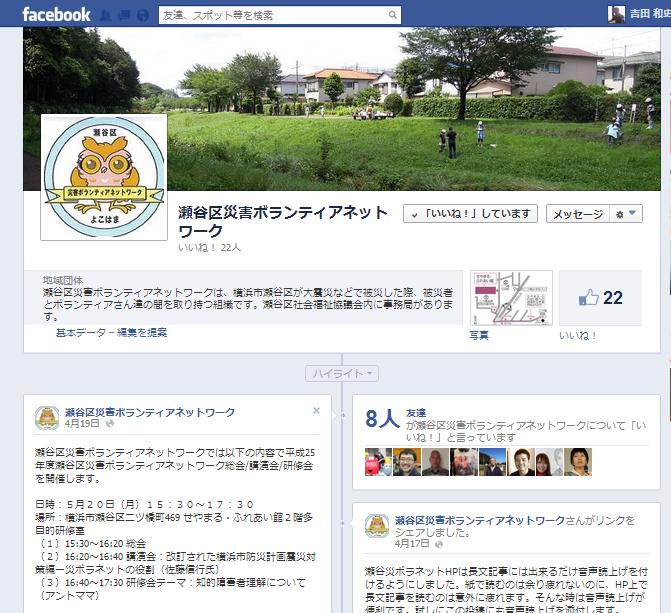 facebook
友達、スポット等を検索
吉田 和史
瀬谷区
災害ボランティアネットワーク
よこはま
瀬谷区災害ボランティアネット
ワーク
いいね! 22人
「いいね!」しています
メッセージ
地域団体
瀬谷区災害ボランティアネットワークは、横浜市瀬谷区が大震災などで被災した際、被災者
とボランティアさん達の間を取り持つ組織です。瀬谷区社会福祉協議会内に事務局がありま
す。
基本データ – 編集を提案
写真
22
いいね!
ハイライト
瀬谷区災害ボランティアネットワーク
4月19日
瀬谷区災害ボランティアネットワークでは以下の内容で平成25
年度瀬谷区災害ボランティアネットワーク総会/講演会/研修会
を開催します。
日時:5月20日(月)15:30~17:30
場所:横浜市瀬谷区二ツ橋町469 せやまる・ふれあい館2階多
目的研修室
(1)15:30~16:20 総会
(2)16:20~16:40 講演会:改訂された横浜市防災計画震災対
策編ー災ボラネットの役割(佐藤信行氏)
(3)16:40~17:30 研修会テーマ:知的障害者理解について
(アントママ)
8人 友達
が瀬谷区災害ボランティアネットワークについて「い
いね!」と言っています
瀬谷区災害ボランティアネットワークさんがリンクを
シェアしました。
4月17日
瀬谷災ボラネットHPは長文記事には出来るだけ音声読上げを付
けるようにしました。紙で読むのは余り疲れないのに、HP上で
長文記事を読むのは意外に疲れます。そんな時は音声読上げが
便利です。試しにこの投稿にも音声読上げを添付します。